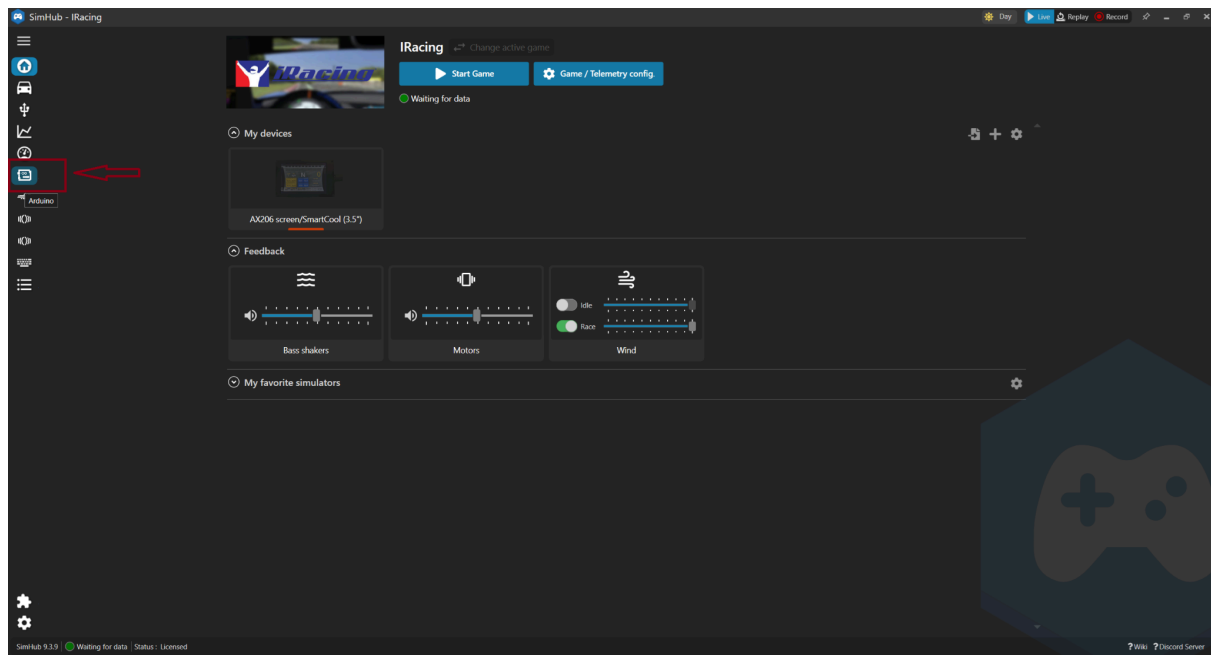 SimHub - IRacing
Day
Live
Replay
Record
iRacing
IRacing
Change active game
Start Game
Game / Telemetry config.
Waiting for data
My devices
Arduino
AX206 screen/SmartCool (3.5")
Feedback
Idle
Race
Bass shakers
Motors
Wind
My favorite simulators
SimHub 9.3.9
Waiting for data
Status : Licensed
? Wiki
? Discord Server